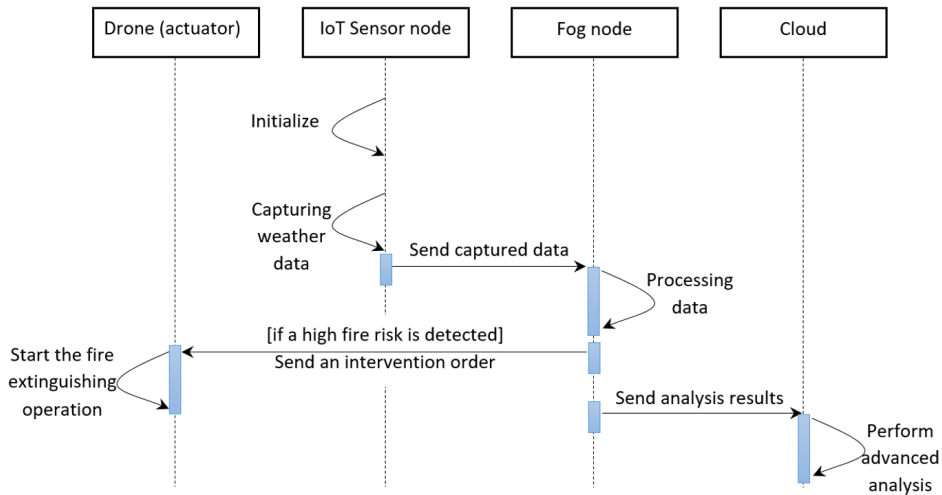 Drone (actuator)
IoT Sensor node
Fog node
Cloud
Initialize
Capturing
weather
data
Send captured data
Processing
data
[if a high fire risk is detected]
Send an intervention order
Start the fire
extinguishing
operation
Send analysis results
Perform
advanced
analysis